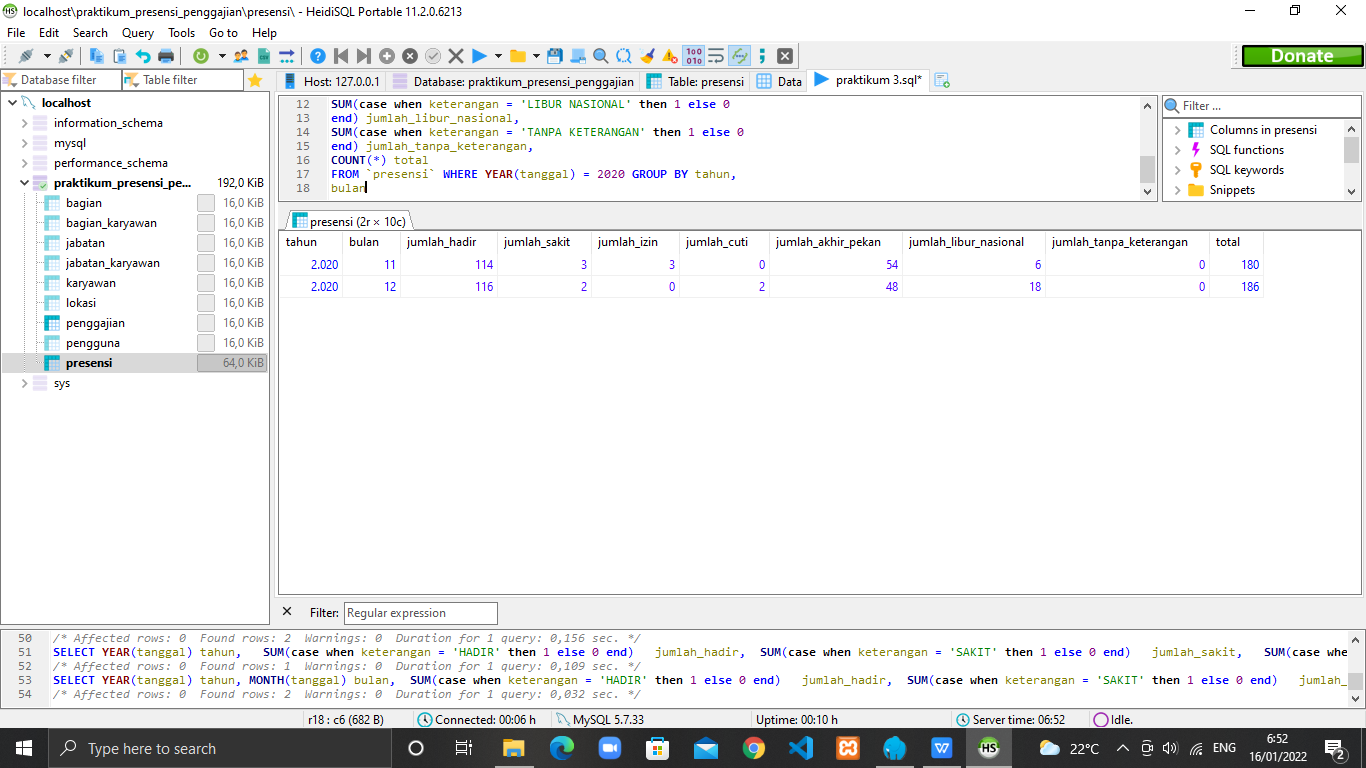 localhost\praktikum_presensi_penggajian\presensi\ - HeidiSQL Portable 11.2.0.6213
File Edit Search Query Tools Go to Help
Donate
Database filter Table filter
Host: 127.0.0.1 Database: praktikum_presensi_penggajian Table: presensi Data praktikum 3.sql*
localhost
information_schema
mysql
performance_schema
praktikum_presensi_pe... 192,0 KiB
bagian 16,0 KiB
bagian_karyawan 16,0 KiB
jabatan 16,0 KiB
jabatan_karyawan 16,0 KiB
karyawan 16,0 KiB
lokasi 16,0 KiB
penggajian 16,0 KiB
pengguna 16,0 KiB
presensi 64,0 KiB
sys
12 SUM(case when keterangan = 'LIBUR NASIONAL' then 1 else 0
13 end) jumlah_libur_nasional,
14 SUM(case when keterangan = 'TANPA KETERANGAN' then 1 else 0
15 end) jumlah_tanpa_keterangan,
16 COUNT(*) total
17 FROM `presensi` WHERE YEAR(tanggal) = 2020 GROUP BY tahun,
18 bulan
Filter ...
Columns in presensi
SQL functions
SQL keywords
Snippets
presensi (2r × 10c)
tahun bulan jumlah_hadir jumlah_sakit jumlah_izin jumlah_cuti jumlah_akhir_pekan jumlah_libur_nasional jumlah_tanpa_keterangan total
2.020 11 114 3 3 0 54 6 0 180
2.020 12 116 2 0 2 48 18 0 186
Filter: Regular expression
50 /* Affected rows: 0 Found rows: 2 Warnings: 0 Duration for 1 query: 0,156 sec. */
51 SELECT YEAR(tanggal) tahun, SUM(case when keterangan = 'HADIR' then 1 else 0 end) jumlah_hadir, SUM(case when keterangan = 'SAKIT' then 1 else 0 end) jumlah_sakit, SUM(case whe
52 /* Affected rows: 0 Found rows: 1 Warnings: 0 Duration for 1 query: 0,109 sec. */
53 SELECT YEAR(tanggal) tahun, MONTH(tanggal) bulan, SUM(case when keterangan = 'HADIR' then 1 else 0 end) jumlah_hadir, SUM(case when keterangan = 'SAKIT' then 1 else 0 end) jumlah_
54 /* Affected rows: 0 Found rows: 2 Warnings: 0 Duration for 1 query: 0,032 sec. */
r18 : c6 (682 B) Connected: 00:06 h MySQL 5.7.33 Uptime: 00:10 h Server time: 06:52 Idle.
Type here to search
22°C ENG
6:52
16/01/2022
2